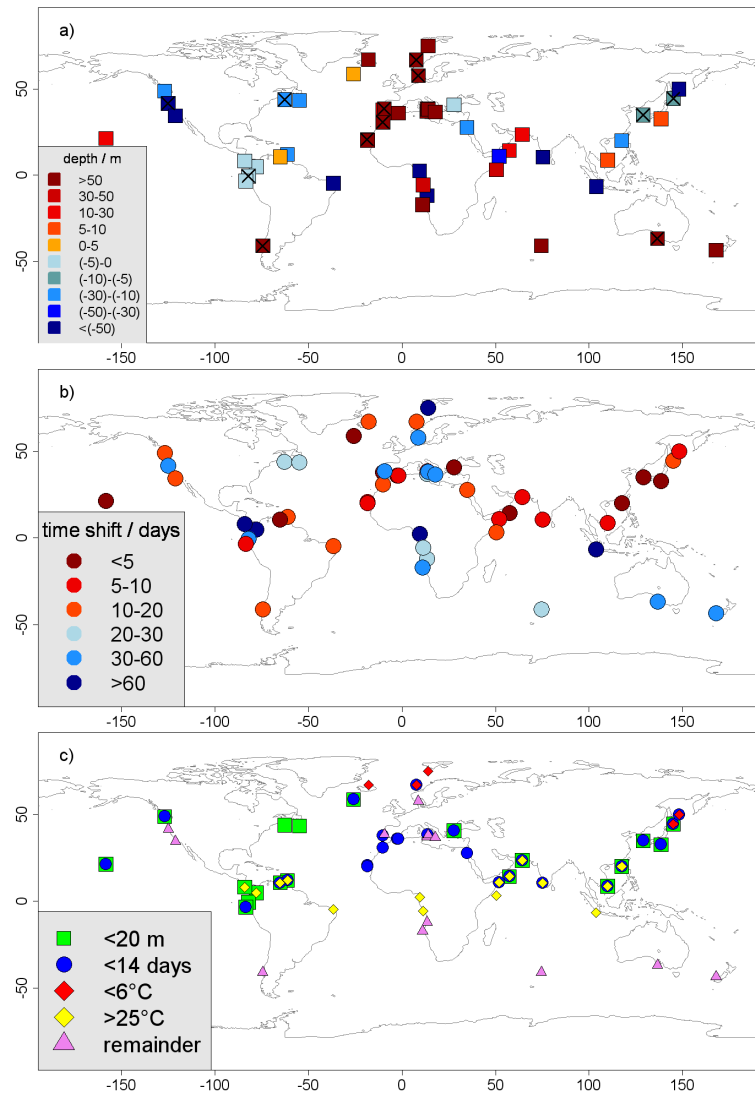 a)
50
0
-50
depth / m
>50
30-50
10-30
5-10
0-5
(-5)-0
(-10)-(-5)
(-30)-(-10)
(-50)-(-30)
<(-50)
-150 -100 -50 0 50 100 150
b)
50
0
-50
time shift / days
<5
5-10
10-20
20-30
30-60
>60
-150 -100 -50 0 50 100 150
c)
50
0
-50
<20 m
<14 days
<6°C
>25°C
remainder
-150 -100 -50 0 50 100 150